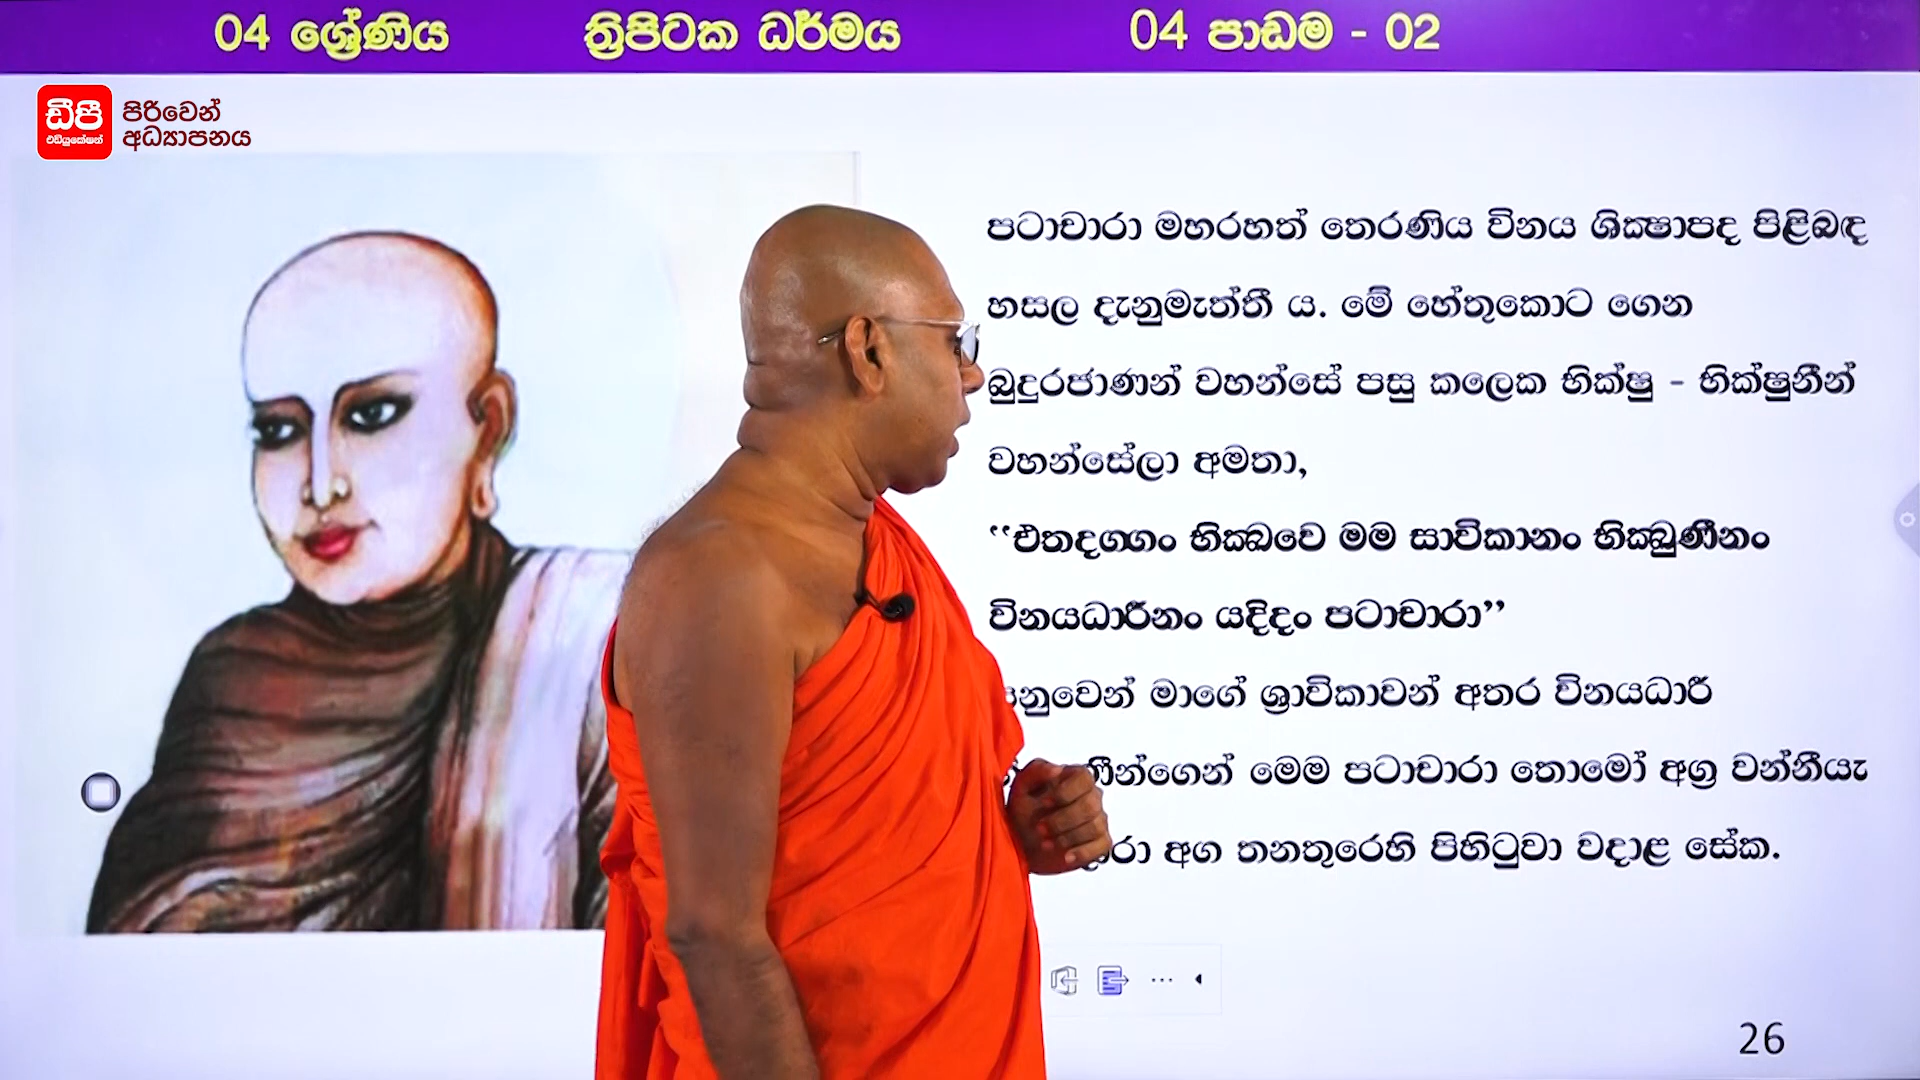 04 ශ්‍රේණිය ත්‍රිපිටක ධර්මය 04 පාඩම - 02
ඩීපී
එඩියුකේෂන්
පිරිවෙන්
අධ්‍යාපනය
පටාචාරා මහරහත් තෙරණිය විනය ශික්‍ෂාපද පිළිබඳ
හසල දැනුමැත්තී ය. මේ හේතුකොට ගෙන
බුදුරජාණන් වහන්සේ පසු කලෙක භික්ෂු - භික්ෂුනීන්
වහන්සේලා අමතා,
“එතදග්ගං භික්ඛවෙ මම සාවිකානං භික්ඛුණීනං
විනයධාරීනං යදිදං පටාචාරා”
මාගේ ශ්‍රාවිකාවන් අතර විනයධාරී
මෙම පටාචාරා තොමෝ අග්‍ර වන්නීයැ
අග තනතුරෙහි පිහිටුවා වදාළ සේක.
26